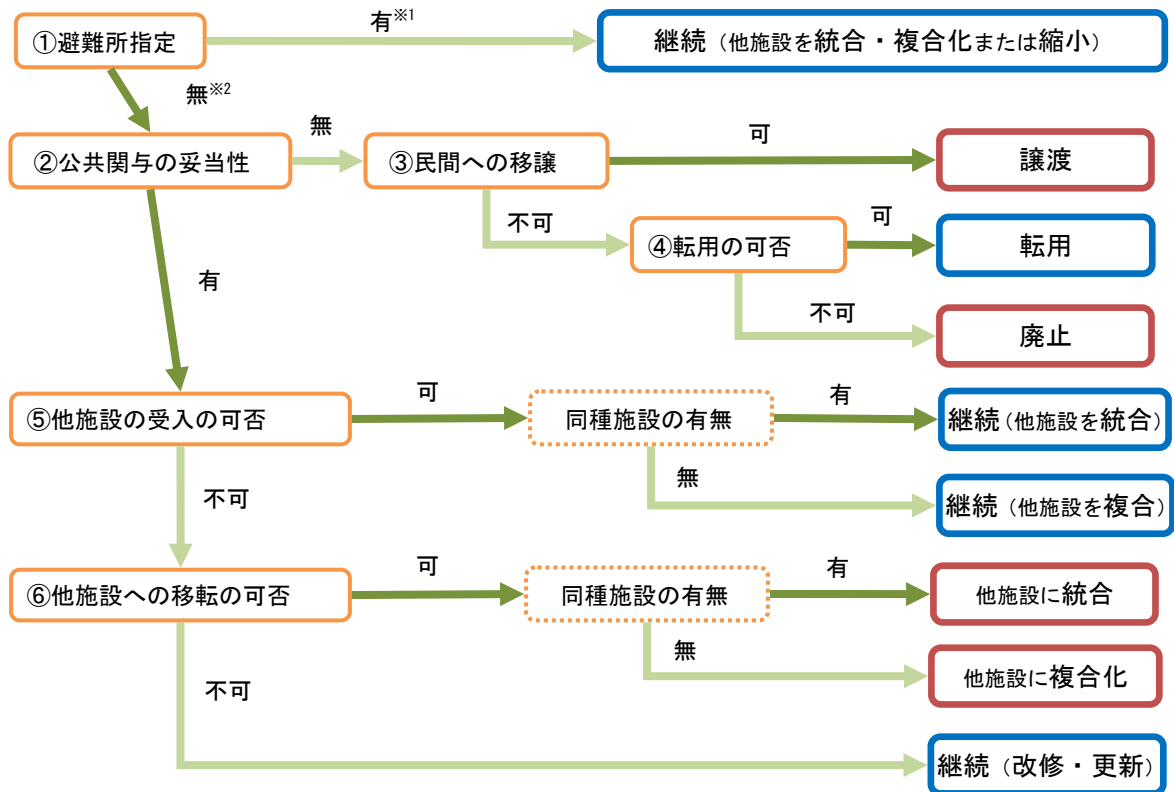 有※1
①避難所指定
継続（他施設を統合・複合化または縮小）
無※2
無
可
②公共関与の妥当性
③民間への移譲
譲渡
不可
可
④転用の可否
転用
有
不可
廃止
可
有
⑤他施設の受入の可否
同種施設の有無
継続（他施設を統合）
無
不可
継続（他施設を複合）
可
有
⑥他施設への移転の可否
同種施設の有無
他施設に統合
無
不可
他施設に複合化
継続（改修・更新）